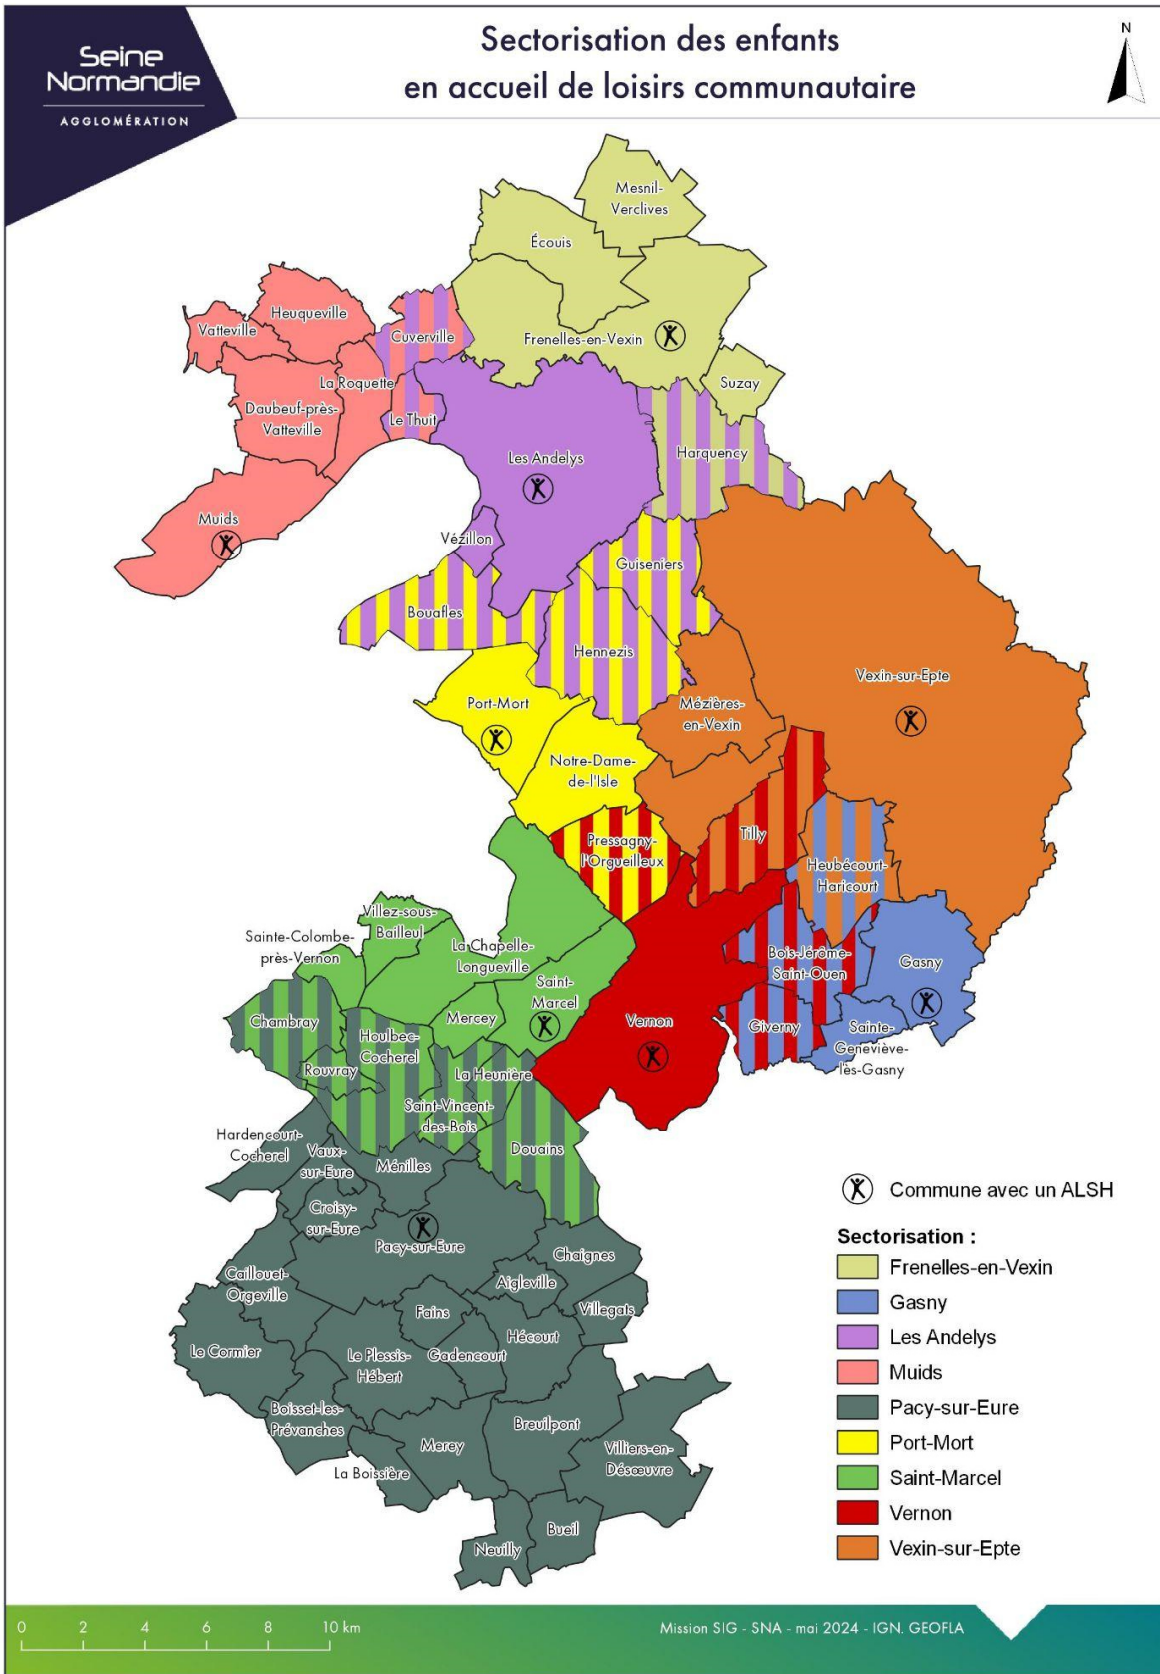 Seine
Normandie
AGGLOMÉRATION
Sectorisation des enfants
en accueil de loisirs communautaire
N
Mesnil-
Verclives
Écouis
Heuqueville
Vatteville
Cuverville
Frenelles-en-Vexin
La Roquette
Suzay
Daubeuf-près-
Vatteville
Le Thuit
Harquency
Les Andelys
Muids
Vézillon
Guiseniers
Bouafles
Hennezis
Vexin-sur-Epte
Port-Mort
Mézières-
en-Vexin
Notre-Dame-
de-l'Isle
Pressagny-
l'Orgueilleux
Tilly
Heubécourt-
Haricourt
Villez-sous-
Bailleul
Sainte-Colombe-
près-Vernon
La Chapelle-
Longueville
Bois-Jérôme-
Saint-Ouen
Gasny
Saint-
Marcel
Chambray
Mercey
Vernon
Giverny
Sainte-
Geneviève-
lès-Gasny
Houlbec-
Cocherel
Rouvray
La Heunière
Saint-Vincent-
des-Bois
Douains
Hardencourt-
Cocherel
Vaux-
sur-Eure
Ménilles
Croisy-
sur-Eure
Pacy-sur-Eure
Chaignes
Caillouet-
Orgeville
Aigleville
Fains
Villegats
Hécourt
Le Cormier
Le Plessis-
Hébert
Gadencourt
Boisset-les-
Prévanches
Breuilpont
Merey
Villiers-en-
Désœuvre
La Boissière
Bueil
Neuilly
Commune avec un ALSH
Sectorisation :
Frenelles-en-Vexin
Gasny
Les Andelys
Muids
Pacy-sur-Eure
Port-Mort
Saint-Marcel
Vernon
Vexin-sur-Epte
0 2 4 6 8 10 km
Mission SIG - SNA - mai 2024 - IGN. GEOFLA